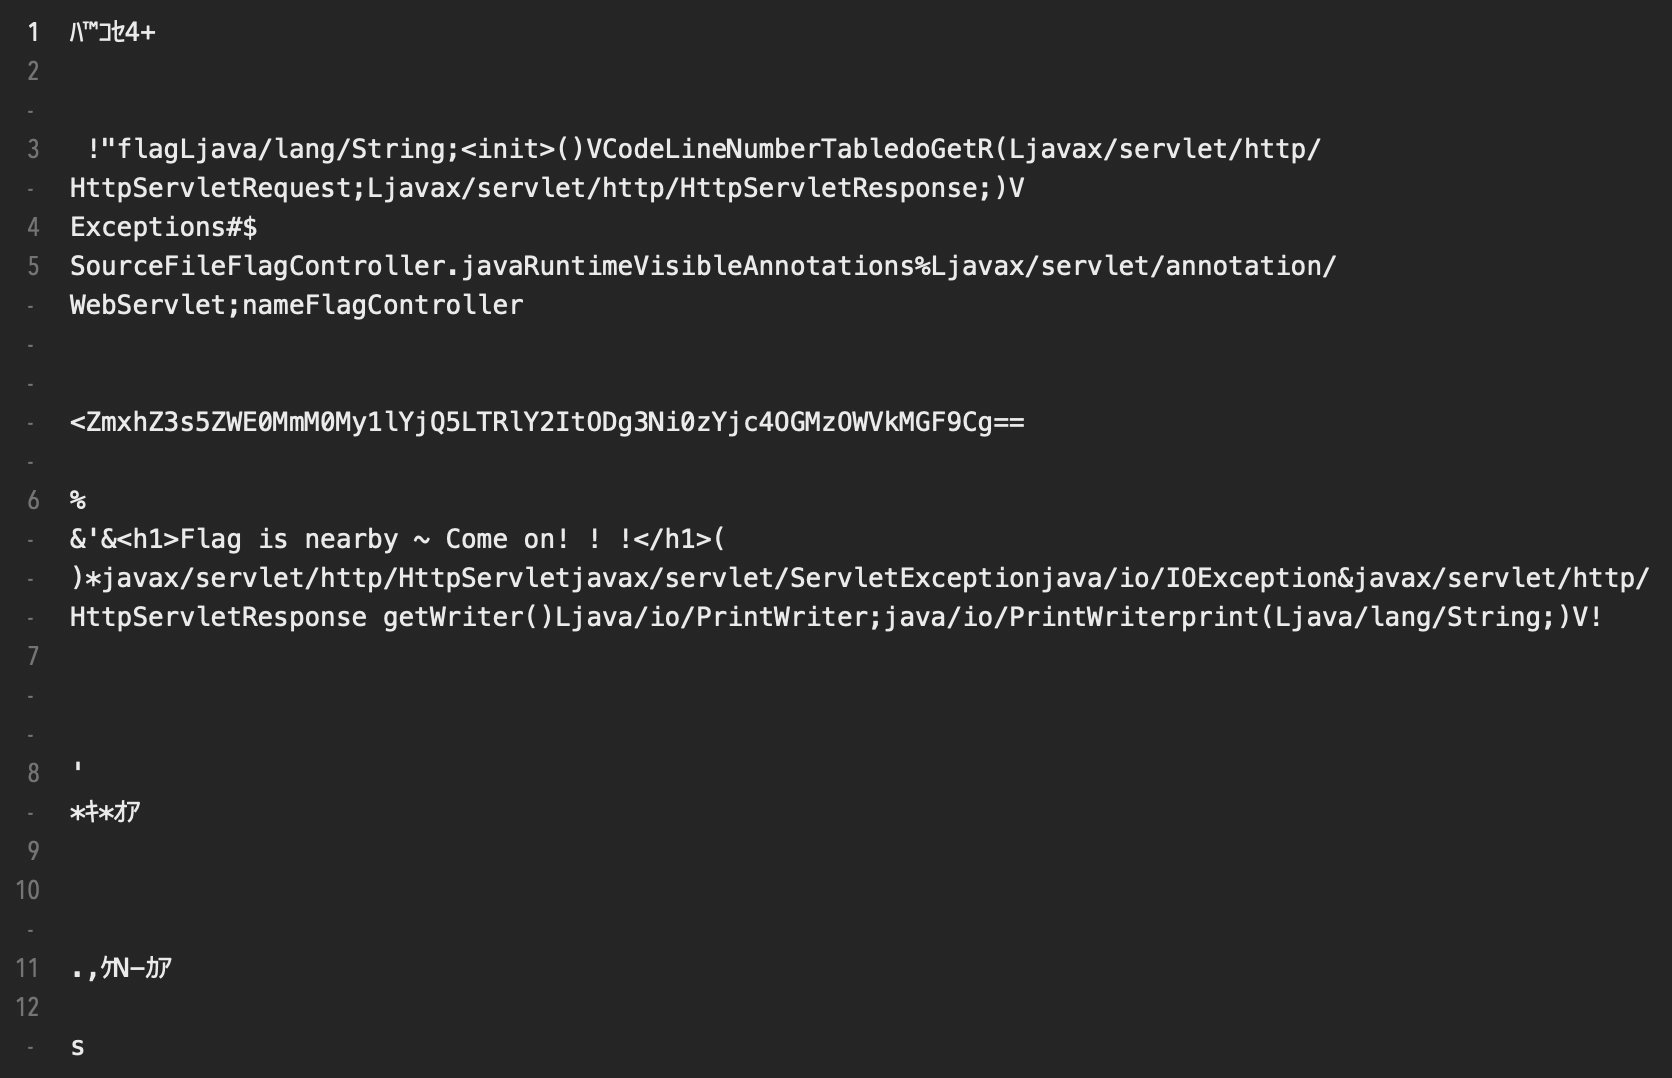 1 ﾊ™ｺｾ4+
2
-
3  !"flagLjava/lang/String;<init>()VCodeLineNumberTabledoGetR(Ljavax/servlet/http/
- HttpServletRequest;Ljavax/servlet/http/HttpServletResponse;)V
4 Exceptions#$
5 SourceFileFlagController.javaRuntimeVisibleAnnotations%Ljavax/servlet/annotation/
- WebServlet;nameFlagController
-
-
- <ZmxhZ3s5ZWE0MmM0My1lYjQ5LTRlY2ItODg3Ni0zYjc4OGMzOWVkMGF9Cg==
-
6 %
- &'&<h1>Flag is nearby ~ Come on! ! !</h1>(
- )*javax/servlet/http/HttpServletjavax/servlet/ServletExceptionjava/io/IOException&javax/servlet/http/
- HttpServletResponse getWriter()Ljava/io/PrintWriter;java/io/PrintWriterprint(Ljava/lang/String;)V!
7
-
-
8 '
- *ｷ*ｵｱ
9
10
-
11 .,ｹN-ｶｱ
12
- s